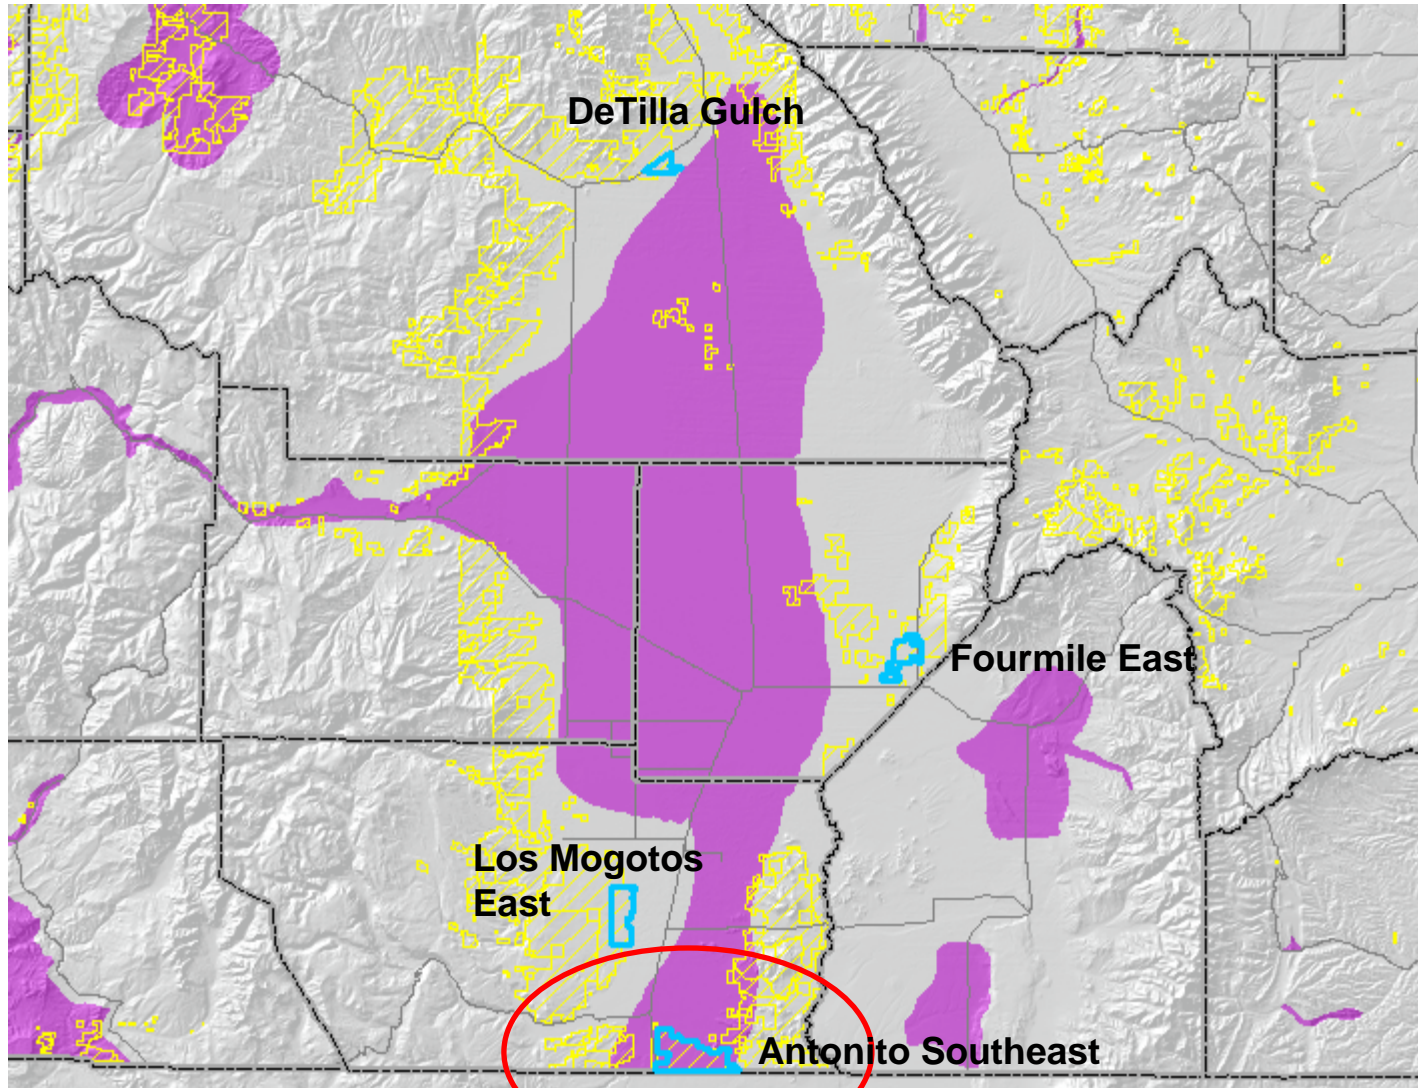 DeTilla Gulch
Fourmile East
Los Mogotos
East
Antonito Southeast